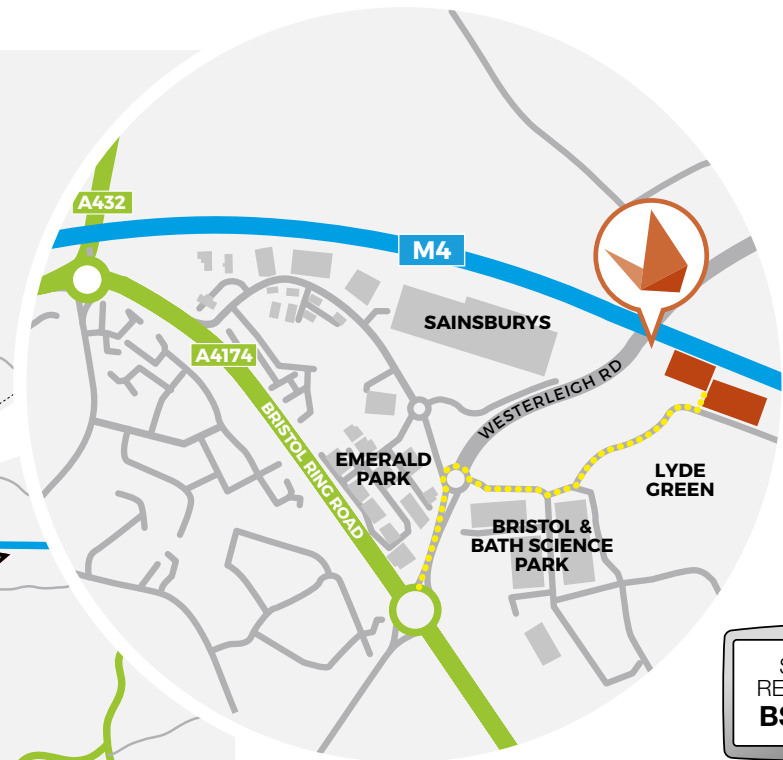 A432
M4
SAINSBURYS
A4174
WESTERLEIGH RD
BRISTOL RING ROAD
EMERALD
PARK
LYDE
GREEN
BRISTOL &
BATH SCIENCE
PARK